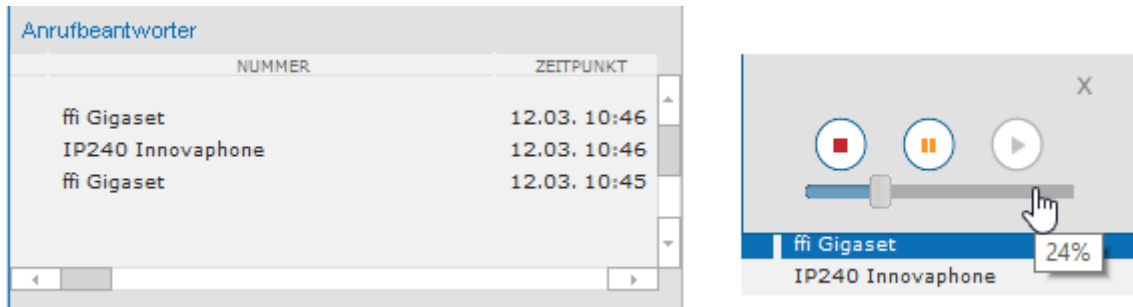 Anrufbeantworter
NUMMER ZEITPUNKT
ffi Gigaset 12.03. 10:46
IP240 Innovaphone 12.03. 10:46
ffi Gigaset 12.03. 10:45
X
ffi Gigaset
24%
IP240 Innovaphone